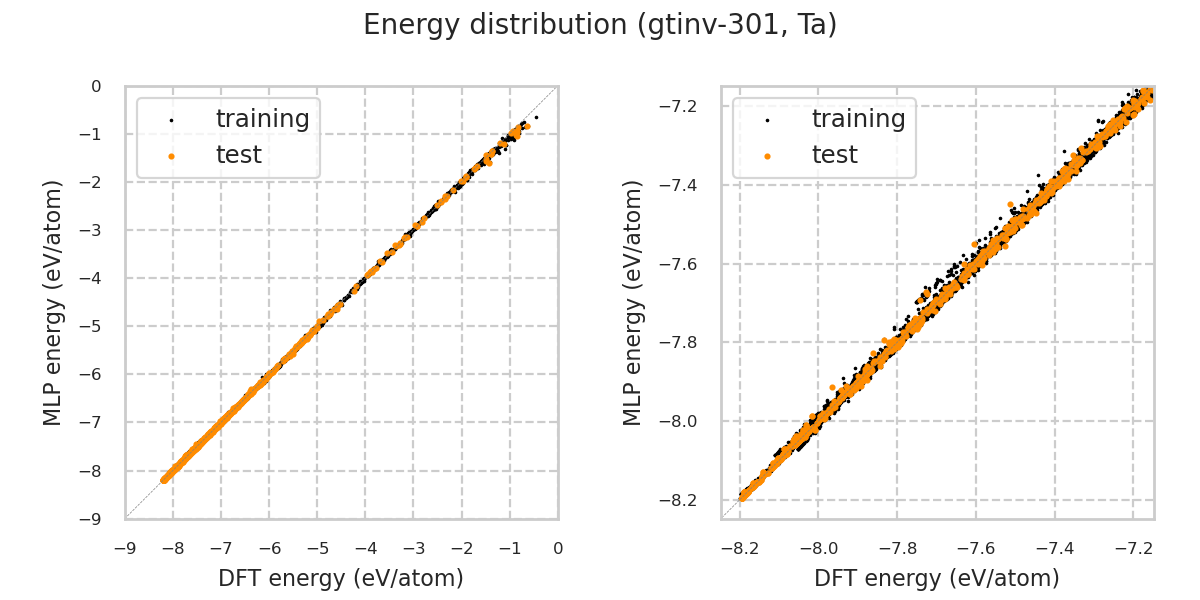 Energy distribution (gtinv-301, Ta)
training
test
0
−1
−2
−3
−4
−5
−6
−7
−8
−9
−9 −8 −7 −6 −5 −4 −3 −2 −1 0
MLP energy (eV/atom)
DFT energy (eV/atom)
training
test
−7.2
−7.4
−7.6
−7.8
−8.0
−8.2
−8.2 −8.0 −7.8 −7.6 −7.4 −7.2
MLP energy (eV/atom)
DFT energy (eV/atom)